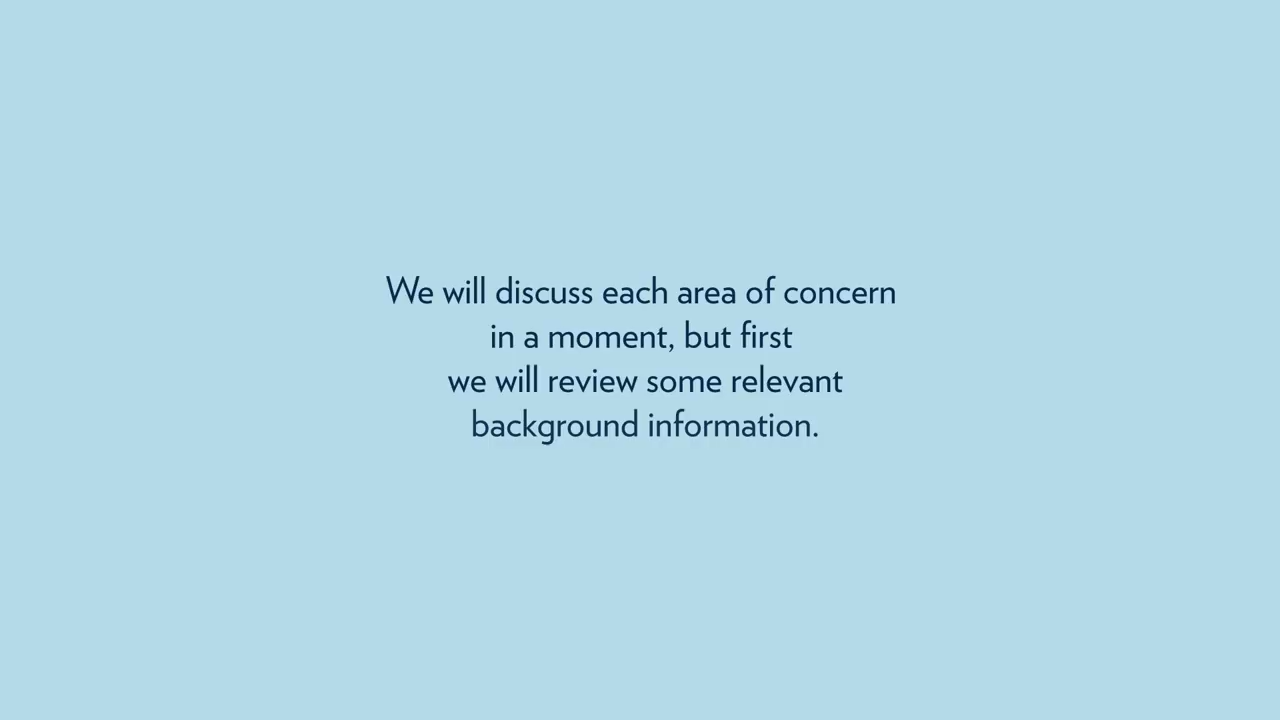 We will discuss each area of concern
in a moment, but first
we will review some relevant
background information.